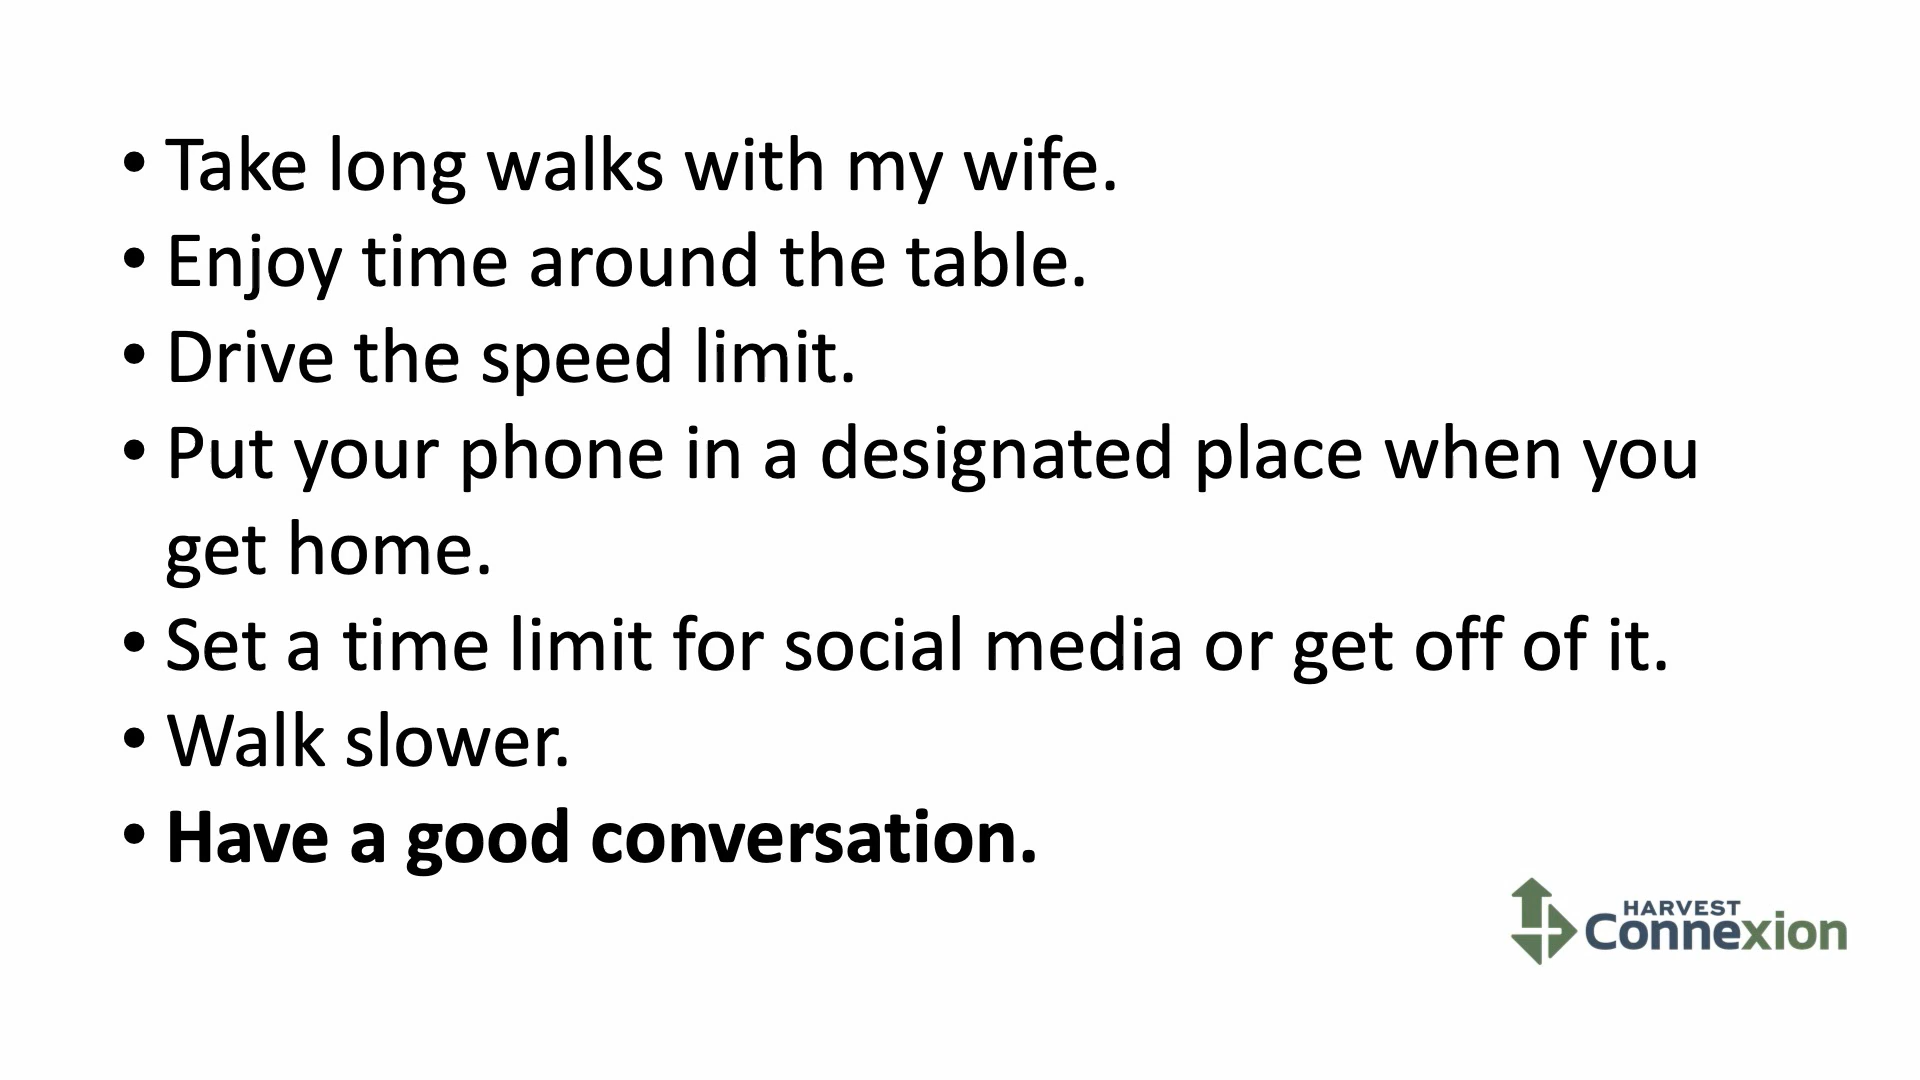 • Take long walks with my wife.
• Enjoy time around the table.
• Drive the speed limit.
• Put your phone in a designated place when you
get home.
• Set a time limit for social media or get off of it.
• Walk slower.
• Have a good conversation.
HARVEST
Connexion